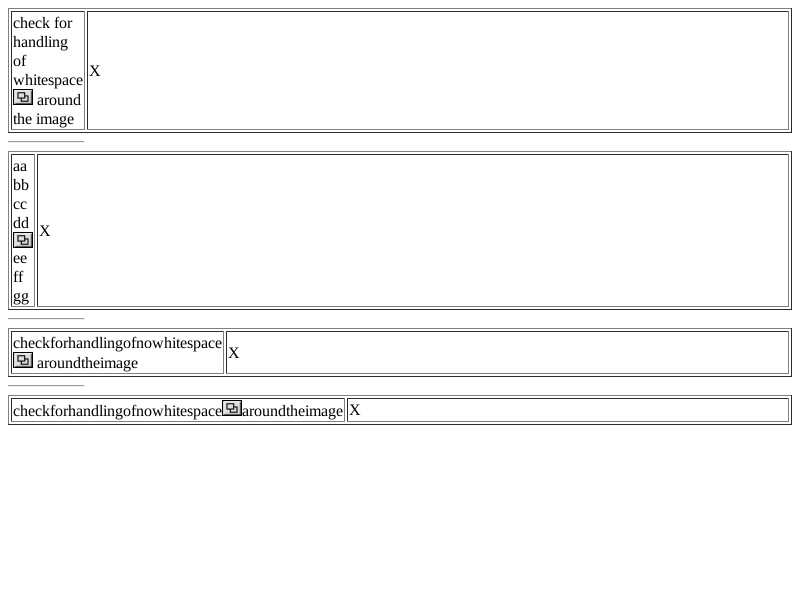 check for
handling
of
whitespace
around
the image
X
aa
bb
cc
dd
ee
ff
gg
X
checkforhandlingofnowhitespace
aroundtheimage
X
checkforhandlingofnowhitespacearoundtheimage
X